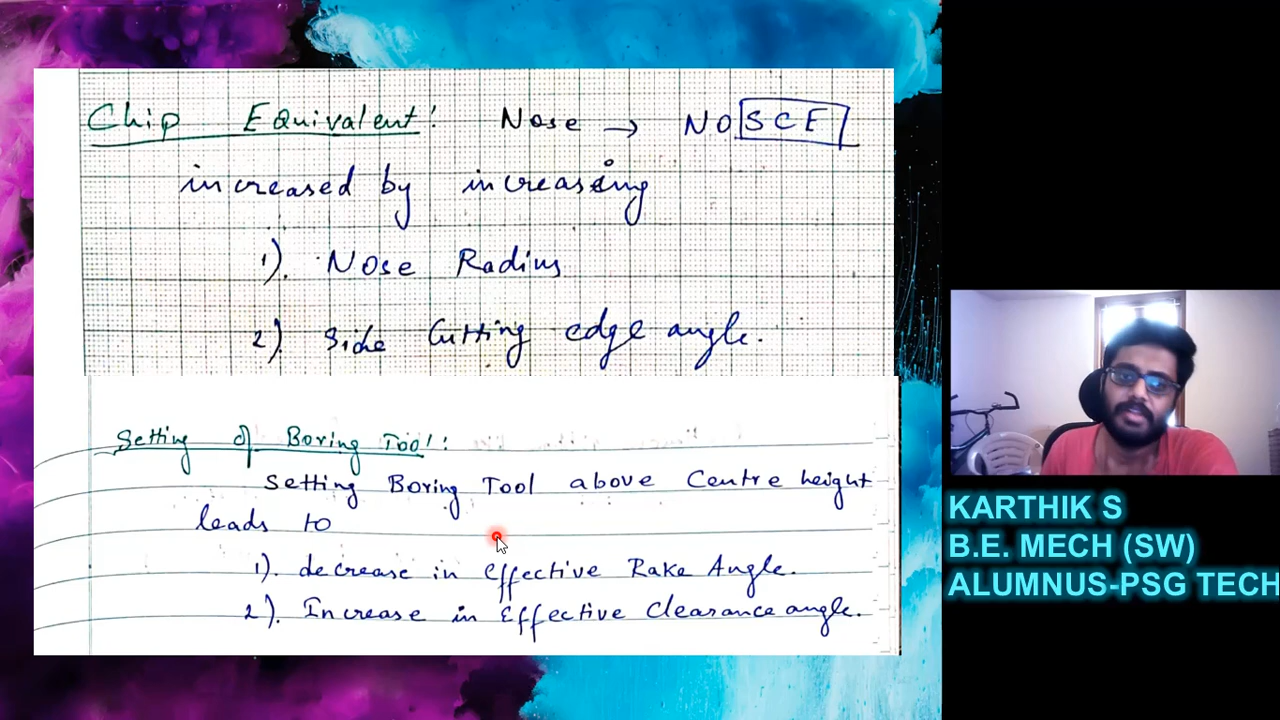 Chip Equivalent: Nose → NOSCE
increased by increasing
1). Nose Radius
2). Side Cutting edge angle.
Setting of Boring Tool:
Setting Boring Tool above Centre height
leads to
1). decrease in effective Rake Angle.
2). Increase in Effective Clearance angle.
KARTHIK S
B.E. MECH (SW)
ALUMNUS-PSG TECH